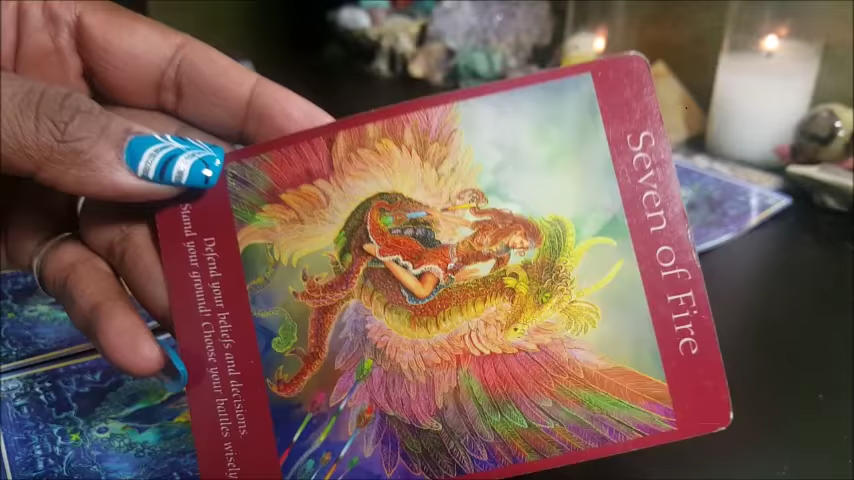 Seven of Fire
Defend your beliefs and decisions.
Stand your ground! Choose your battles wisely